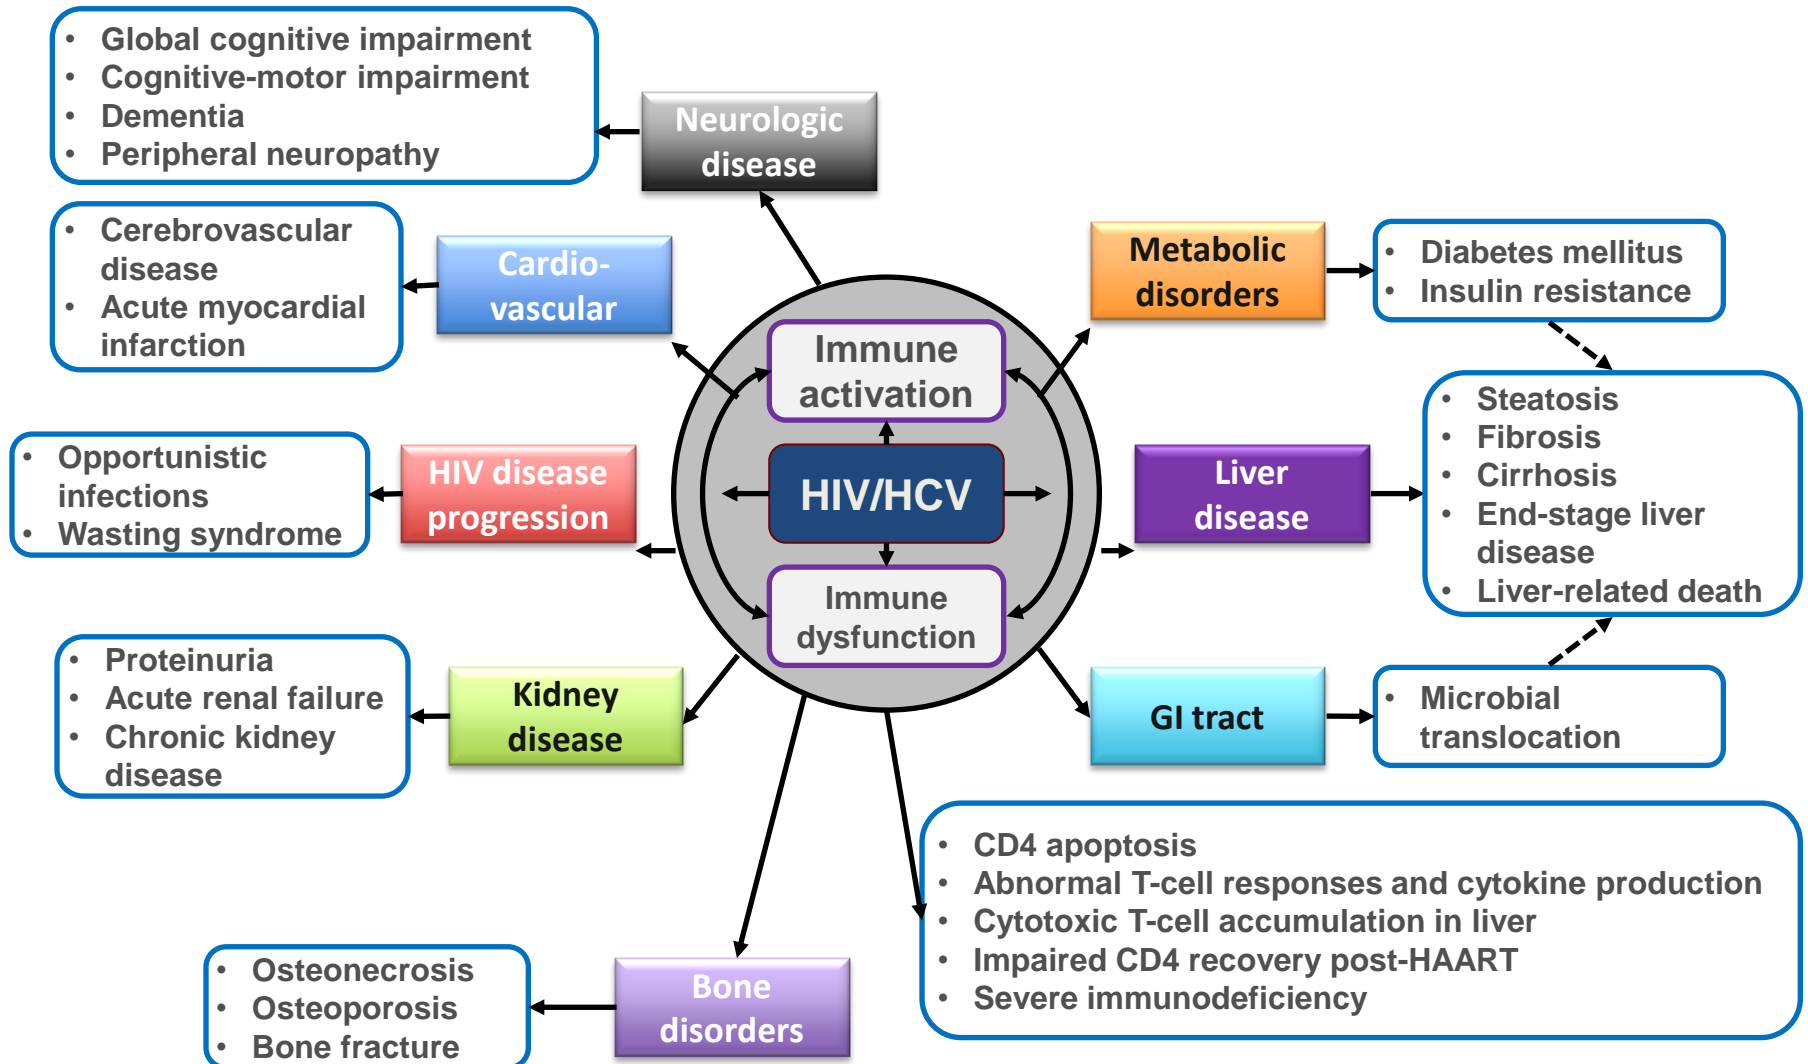 • Global cognitive impairment
• Cognitive-motor impairment
• Dementia
• Peripheral neuropathy
Neurologic
disease
• Cerebrovascular
disease
• Acute myocardial
infarction
Cardio-
vascular
Metabolic
disorders
• Diabetes mellitus
• Insulin resistance
Immune
activation
HIV/HCV
Immune
dysfunction
• Opportunistic
infections
• Wasting syndrome
HIV disease
progression
Liver
disease
• Steatosis
• Fibrosis
• Cirrhosis
• End-stage liver
disease
• Liver-related death
• Proteinuria
• Acute renal failure
• Chronic kidney
disease
Kidney
disease
GI tract
• Microbial
translocation
• CD4 apoptosis
• Abnormal T-cell responses and cytokine production
• Cytotoxic T-cell accumulation in liver
• Impaired CD4 recovery post-HAART
• Severe immunodeficiency
• Osteonecrosis
• Osteoporosis
• Bone fracture
Bone
disorders